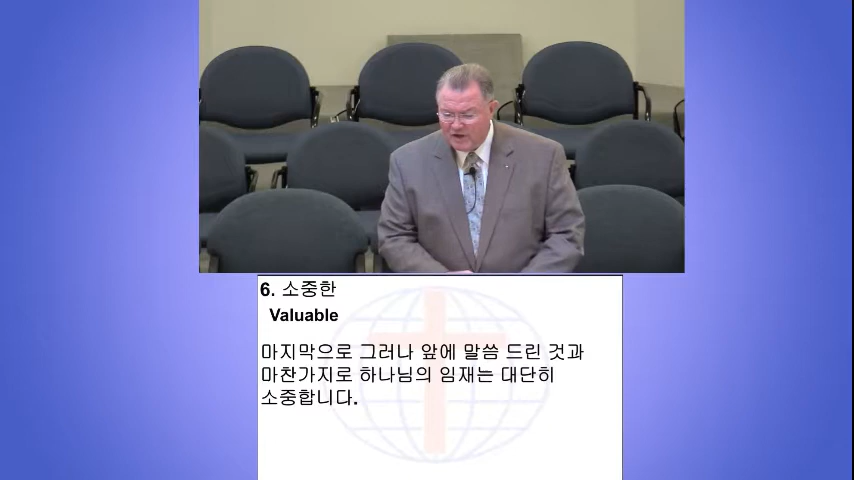 6. 소중한
Valuable
마지막으로 그러나 앞에 말씀 드린 것과
마찬가지로 하나님의 임재는 대단히
소중합니다.